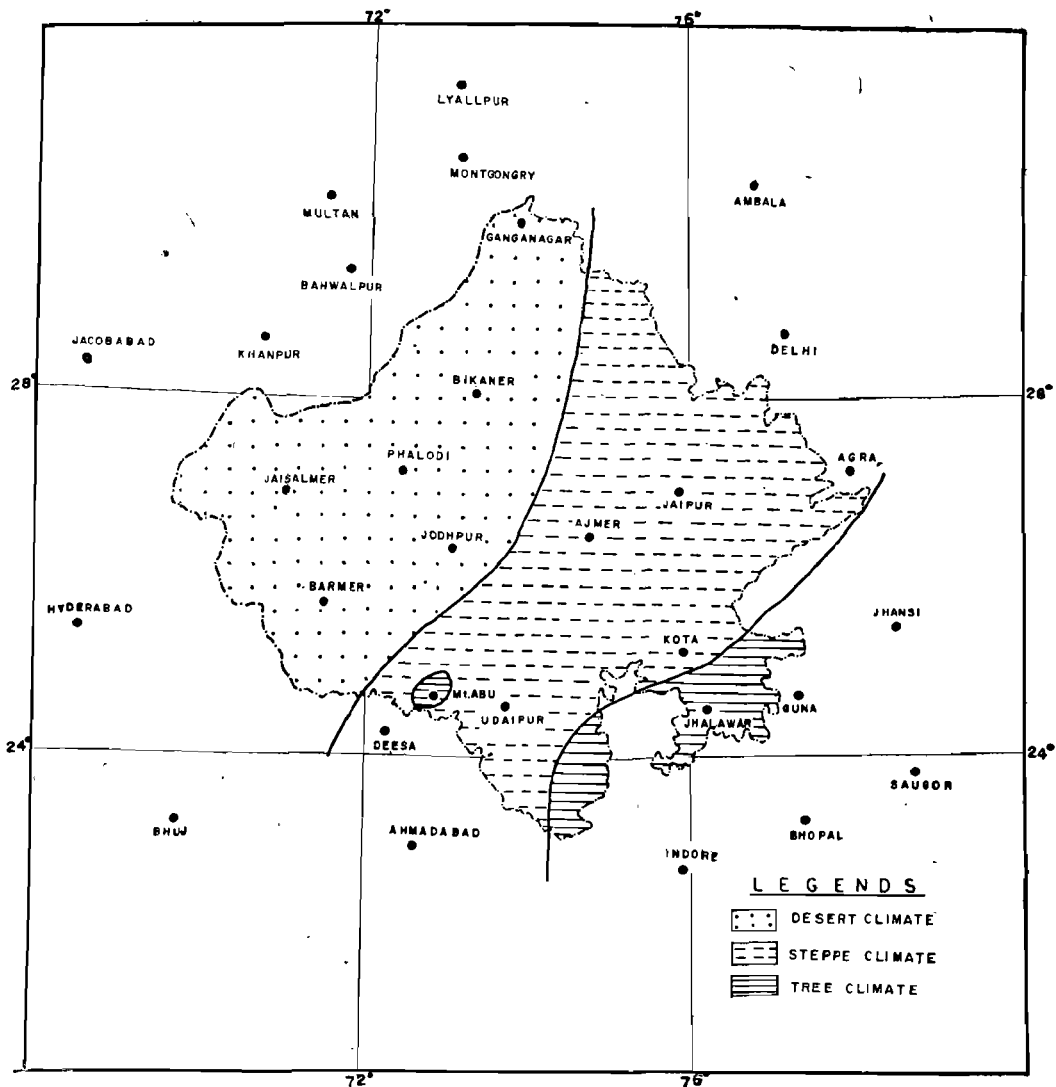 72°
76°
LYALLPUR
MONTGONGRY
MULTAN
AMBALA
GANGANAGAR
BAHWALPUR
JACOBABAD
KHANPUR
DELHI
28°
28°
BIKANER
PHALODI
AGRA
JAISALMER
JAIPUR
JODHPUR
AJMER
BARMER
HYDERABAD
JHANSI
KOTA
Mt.ABU
UDAIPUR
JHALAWAR
GUNA
DEESA
24°
24°
SAUGOR
BHUJ
AHMADABAD
BHOPAL
INDORE
LEGENDS
DESERT CLIMATE
STEPPE CLIMATE
TREE CLIMATE
72°
76°